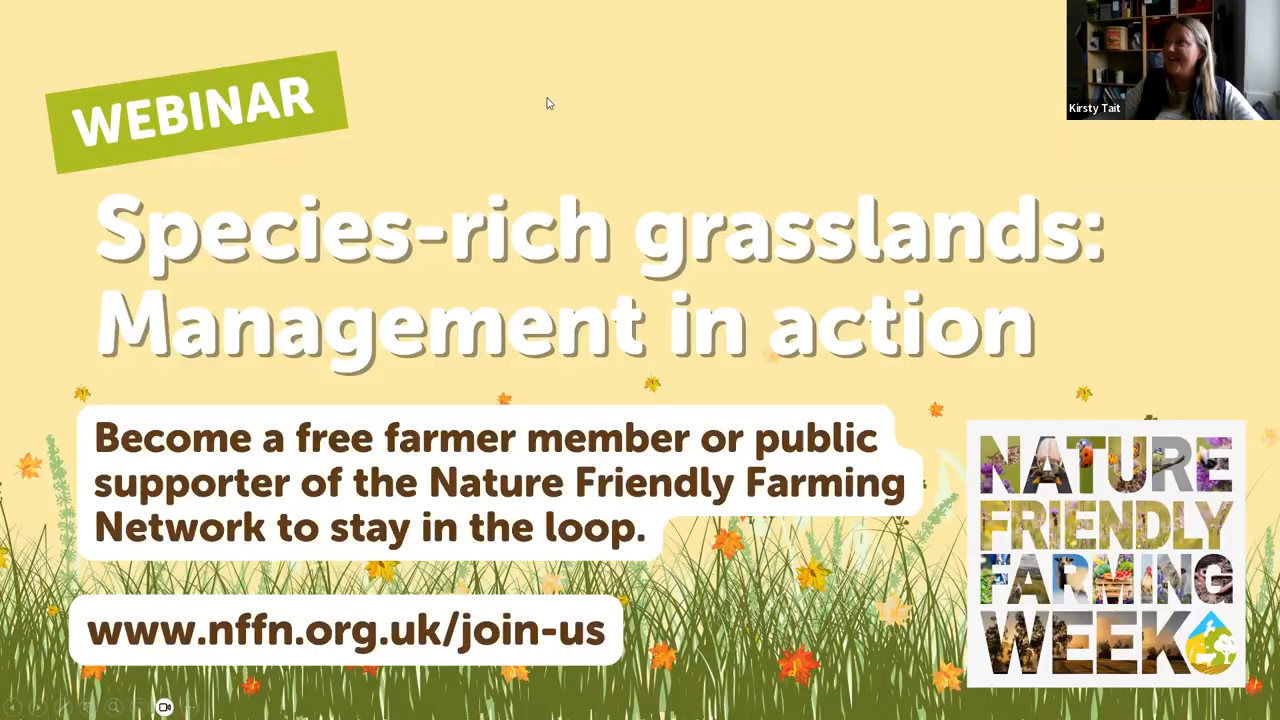 WEBINAR
Kirsty Tait
Species-rich grasslands:
Management in action
Become a free farmer member or public
supporter of the Nature Friendly Farming
Network to stay in the loop.
www.nffn.org.uk/join-us
NATURE
FRIENDLY
FARMING
WEEK